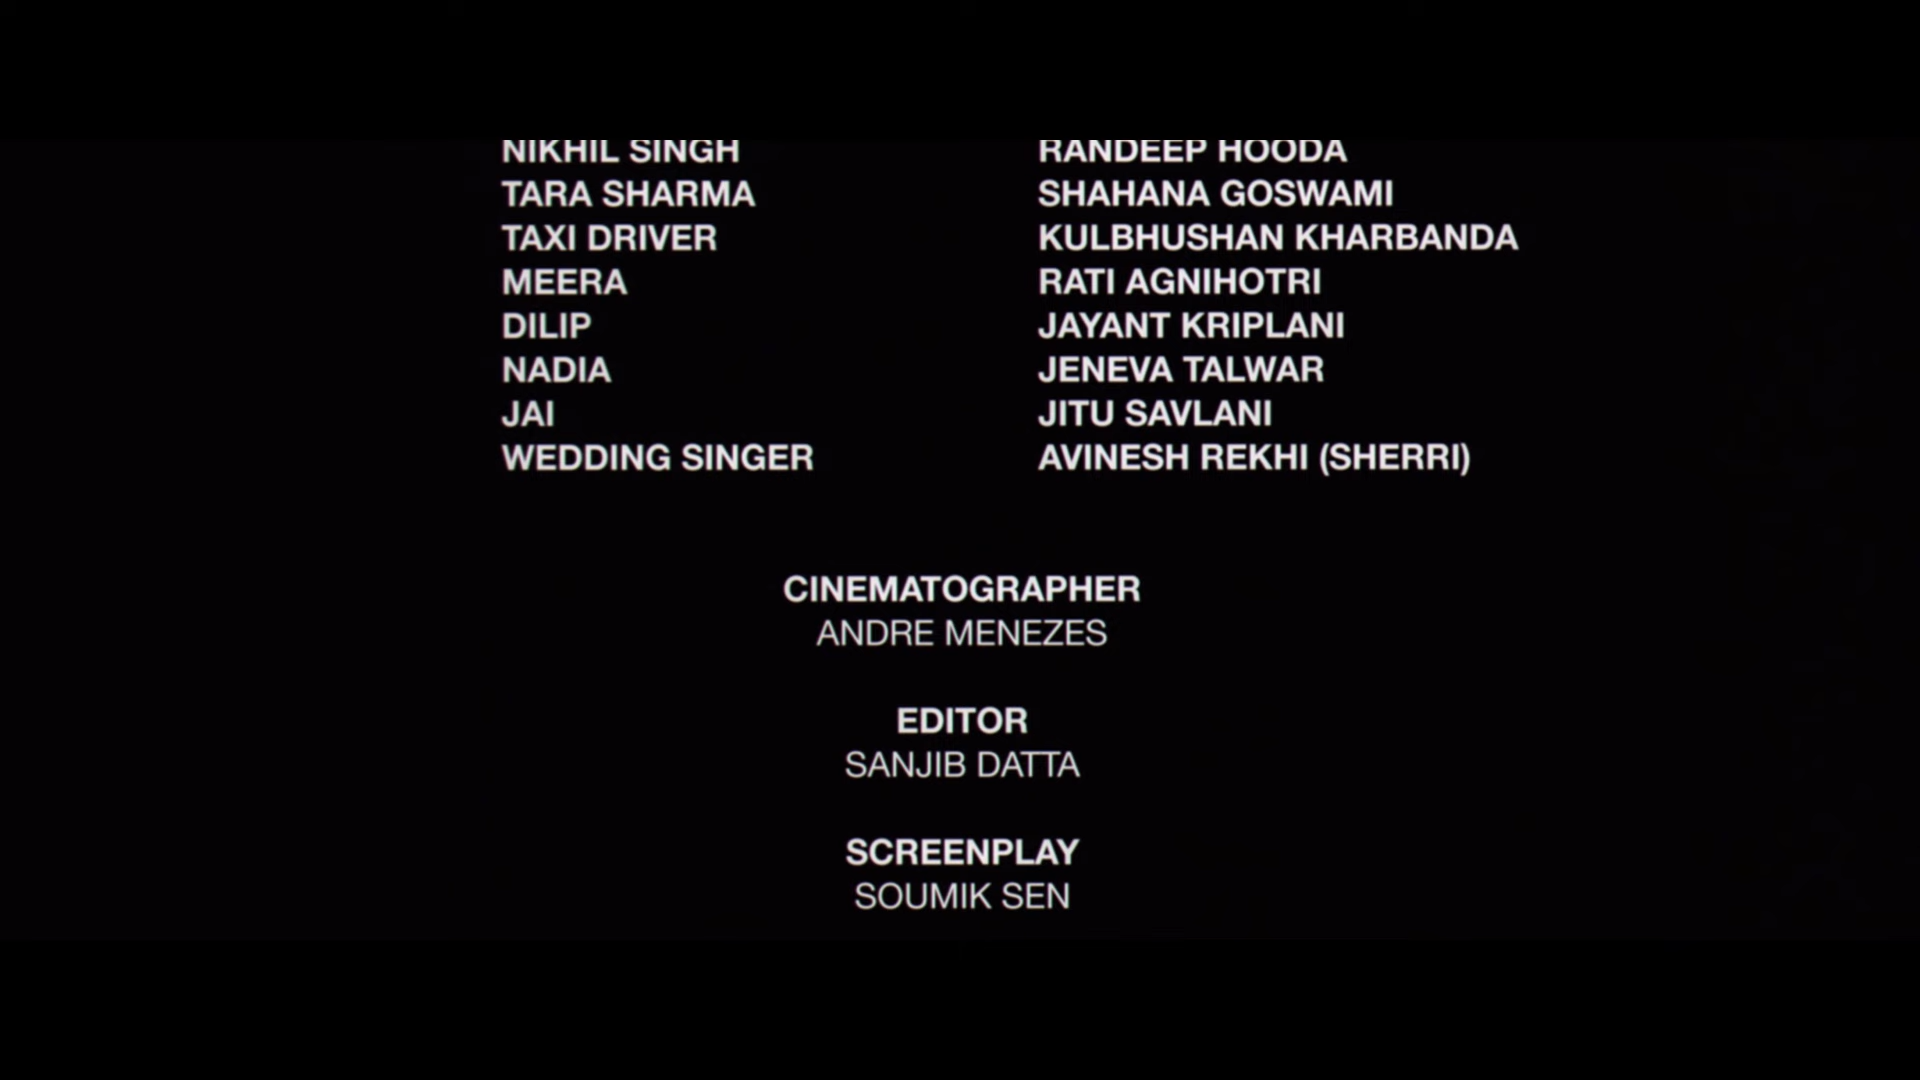 NIKHIL SINGH RANDEEP HOODA
TARA SHARMA SHAHANA GOSWAMI
TAXI DRIVER KULBHUSHAN KHARBANDA
MEERA RATI AGNIHOTRI
DILIP JAYANT KRIPLANI
NADIA JENEVA TALWAR
JAI JITU SAVLANI
WEDDING SINGER AVINESH REKHI (SHERRI)
CINEMATOGRAPHER
ANDRE MENEZES
EDITOR
SANJIB DATTA
SCREENPLAY
SOUMIK SEN